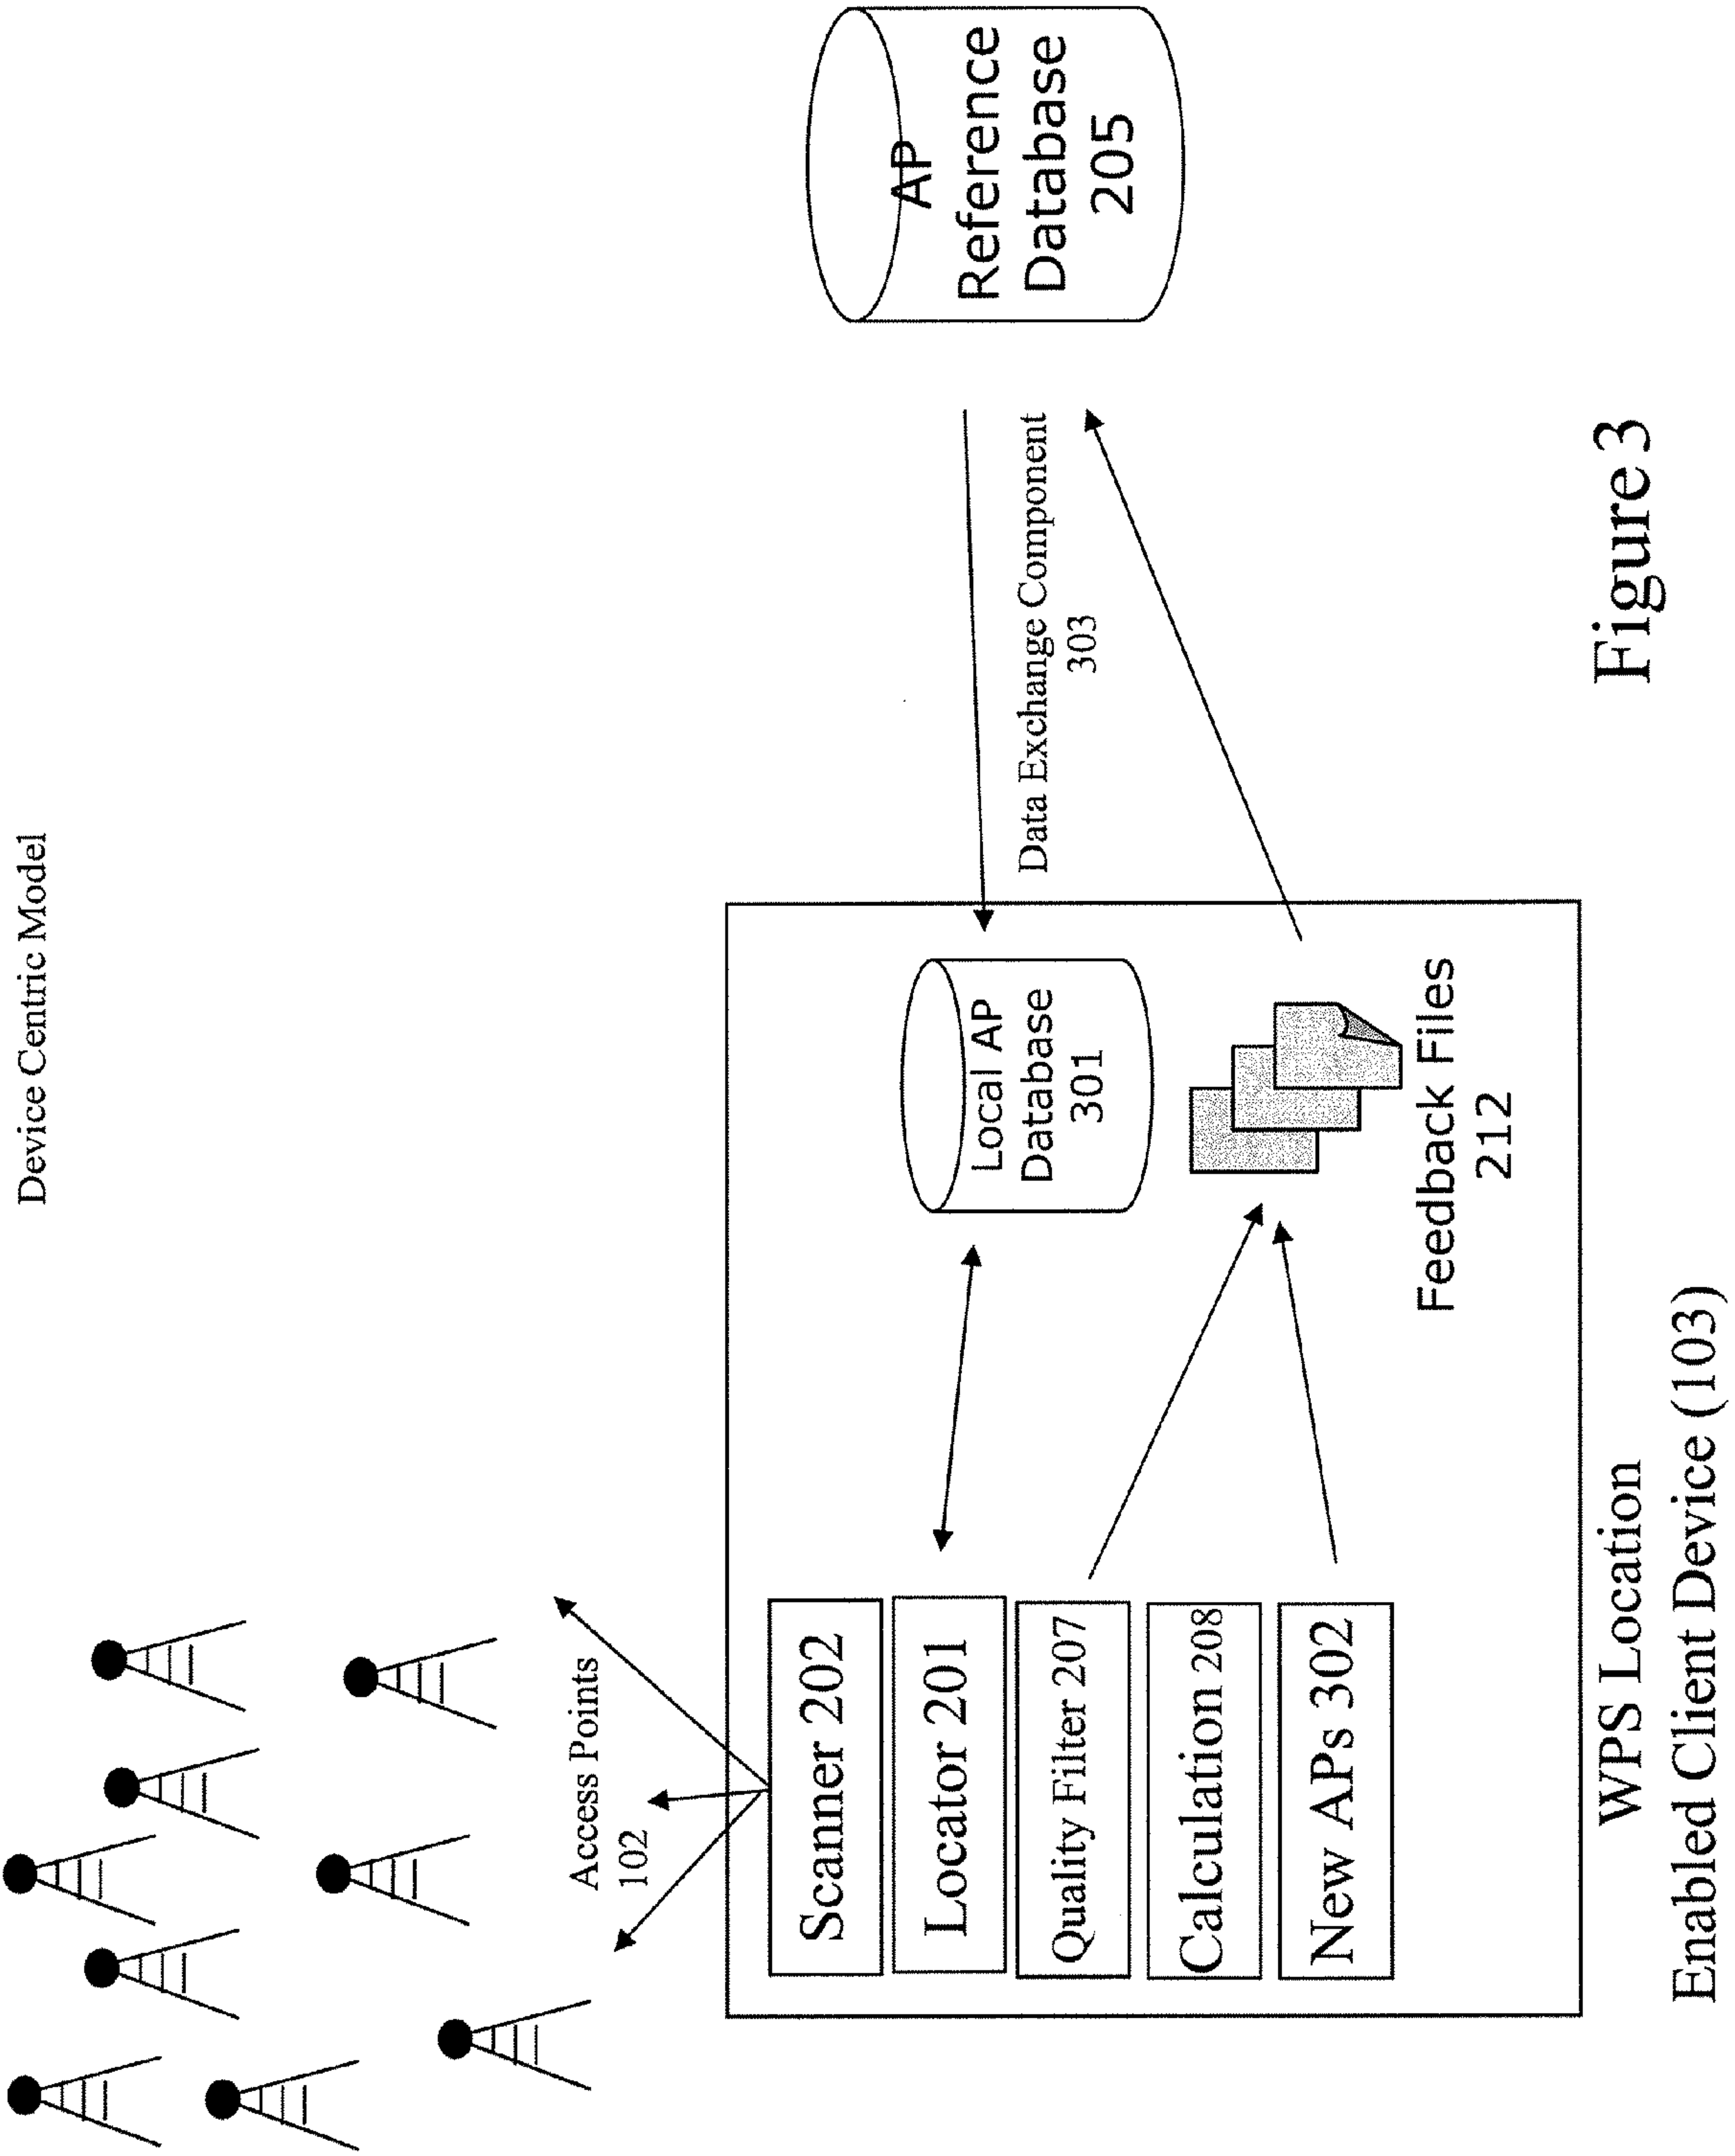 Device Centric Model
Access Points
102
Scanner 202
Locator 201
Quality Filter 207
Calculation 208
New APs 302
Local AP
Database
301
Feedback Files
212
Data Exchange Component
303
AP
Reference
Database
205
WPS Location
Enabled Client Device (103)
Figure 3